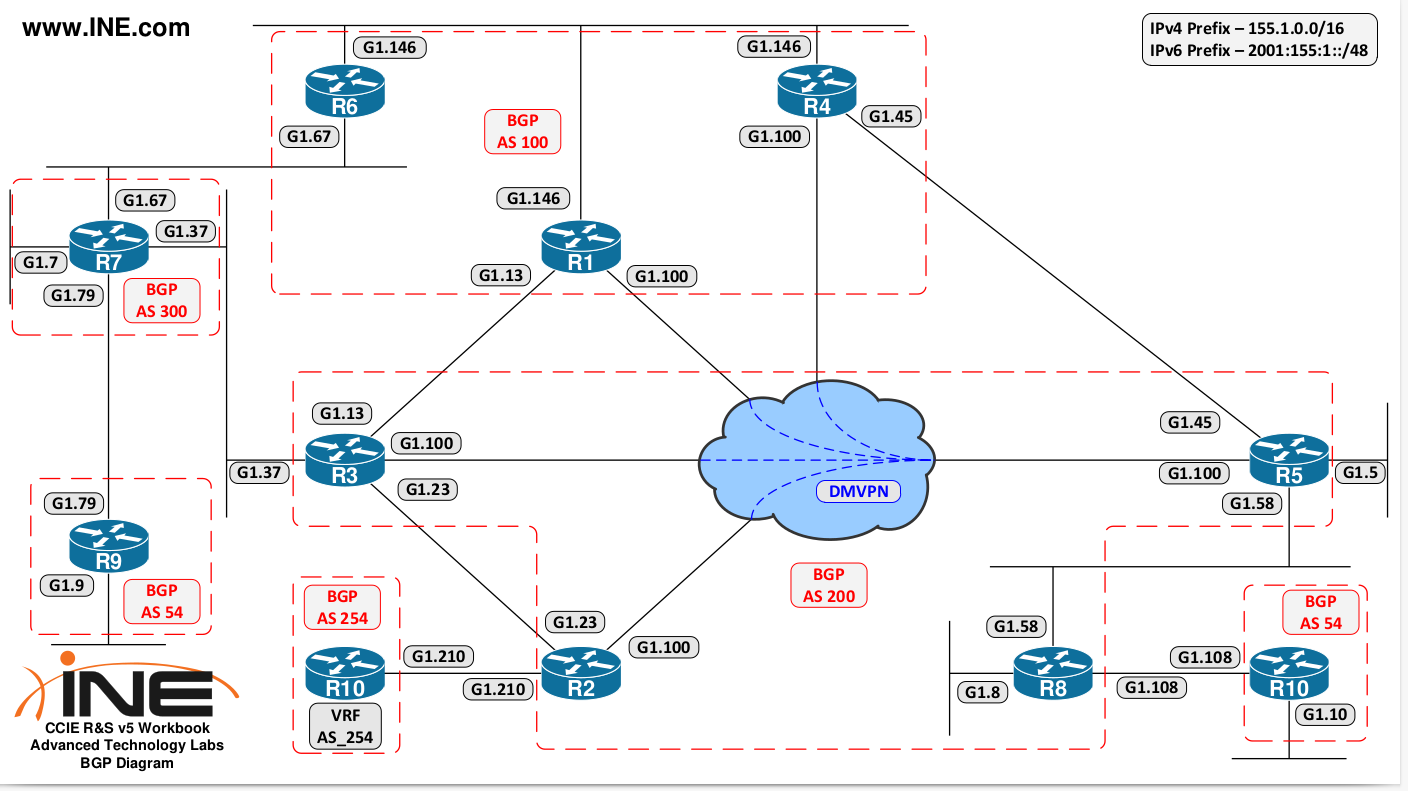 www.INE.com
IPv4 Prefix – 155.1.0.0/16
IPv6 Prefix – 2001:155:1::/48
G1.146
R6
G1.67
G1.146
R4
G1.45
G1.100
BGP
AS 100
G1.146
R1
G1.13
G1.100
G1.67
G1.37
R7
G1.7
G1.79
BGP
AS 300
G1.13
G1.100
R3
G1.37
G1.23
DMVPN
G1.45
G1.100
R5
G1.5
G1.58
G1.79
R9
G1.9
BGP
AS 54
BGP
AS 254
G1.210
R10
G1.210
VRF
AS_254
G1.23
G1.100
R2
BGP
AS 200
G1.58
R8
G1.8
G1.108
G1.108
BGP
AS 54
R10
G1.10
iNE
CCIE R&S v5 Workbook
Advanced Technology Labs
BGP Diagram